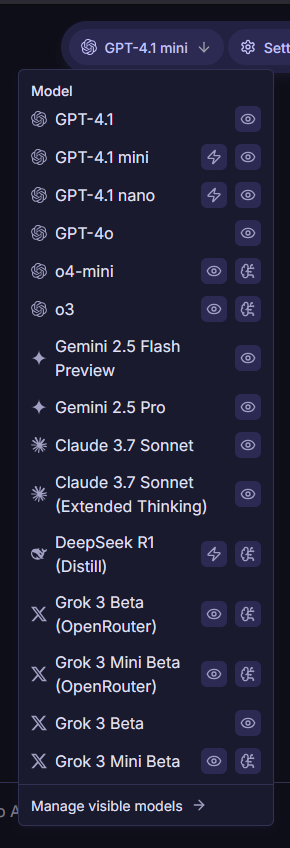 GPT-4.1 mini
Sett
Model
GPT-4.1
GPT-4.1 mini
GPT-4.1 nano
GPT-4o
o4-mini
o3
Gemini 2.5 Flash
Preview
Gemini 2.5 Pro
Claude 3.7 Sonnet
Claude 3.7 Sonnet
(Extended Thinking)
DeepSeek R1
(Distill)
Grok 3 Beta
(OpenRouter)
Grok 3 Mini Beta
(OpenRouter)
Grok 3 Beta
Grok 3 Mini Beta
Manage visible models